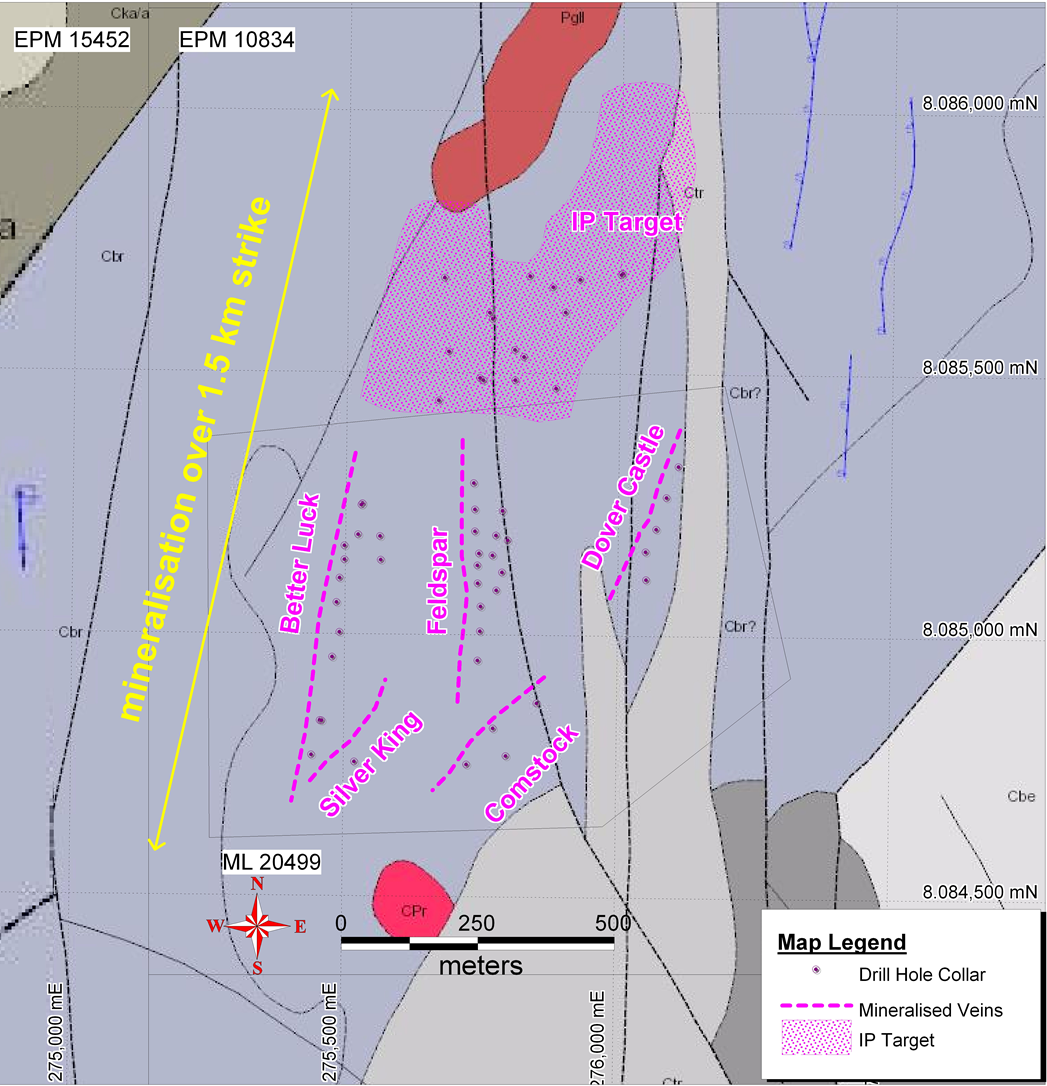 Cka/a
Pgll
EPM 15452
EPM 10834
8.086,000 mN
Ctr
IP Target
a
Cbr
mineralisation over 1.5 km strike
8.085,500 mN
Cbr?
Dover Castle
Better Luck
Feldspar
Cbr
Cbr?
8.085,000 mN
Silver King
Comstock
Cbe
ML 20499
N
W
E
S
CPr
8.084,500 mN
0
250
500
meters
Map Legend
Drill Hole Collar
Mineralised Veins
IP Target
275,000 mE
275,500 mE
276,000 mE
Ctr